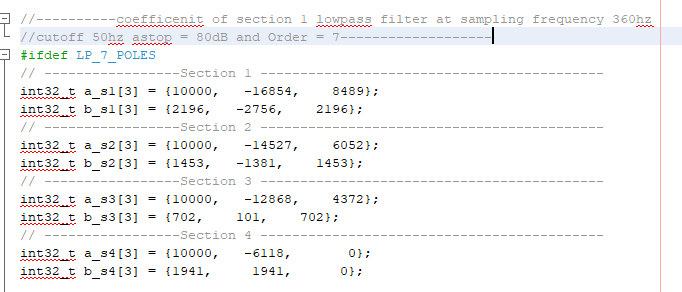 //----------coefficenit of section 1 lowpass filter at sampling frequency 360hz
//cutoff 50hz astop = 80dB and Order = 7-------------------
#ifdef LP_7_POLES
// -----------------Section 1 -------------------------------------------
int32_t a_s1[3] = {10000,   -16854,    8489};
int32_t b_s1[3] = {2196,   -2756,    2196};
// -----------------Section 2 -------------------------------------------
int32_t a_s2[3] = {10000,   -14527,    6052};
int32_t b_s2[3] = {1453,   -1381,    1453};
// -----------------Section 3 -------------------------------------------
int32_t a_s3[3] = {10000,   -12868,    4372};
int32_t b_s3[3] = {702,    101,    702};
// -----------------Section 4 -------------------------------------------
int32_t a_s4[3] = {10000,   -6118,       0};
int32_t b_s4[3] = {1941,     1941,      0};